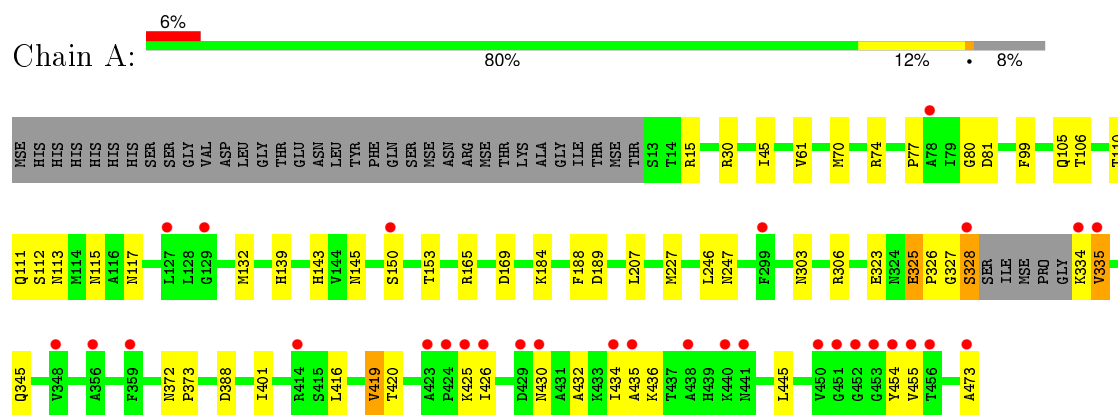 6%
Chain A:
80% 12% • 8%
MSE HIS HIS HIS HIS HIS HIS SER SER GLY VAL ASP LEU GLY THR GLU ASN LEU TYR PHE GLN SER MSE ASN ARG MSE THR LYS ALA GLY ILE THR MSE THR S13 T14 R15 R30 I45 V61 M70 R74 P77 A78 I79 G80 D81 F99 Q105 T106 T110
Q111 S112 N113 M114 N115 A116 N117 L127 L128 G129 M132 H139 H143 V144 N145 S150 T153 R165 D169 K184 F188 D189 L207 M227 L246 N247 F299 N303 R306 E323 N324 E325 P326 G327 S328 SER ILE MSE PRO GLY K334 V335
Q345 V348 A356 F359 N372 P373 D388 I401 R414 S415 L416 V419 T420 A423 P424 K425 I426 D429 N430 A431 A432 K433 I434 A435 K436 T437 A438 H439 K440 N441 L445 V450 G451 G452 G453 Y454 V455 T456 A473